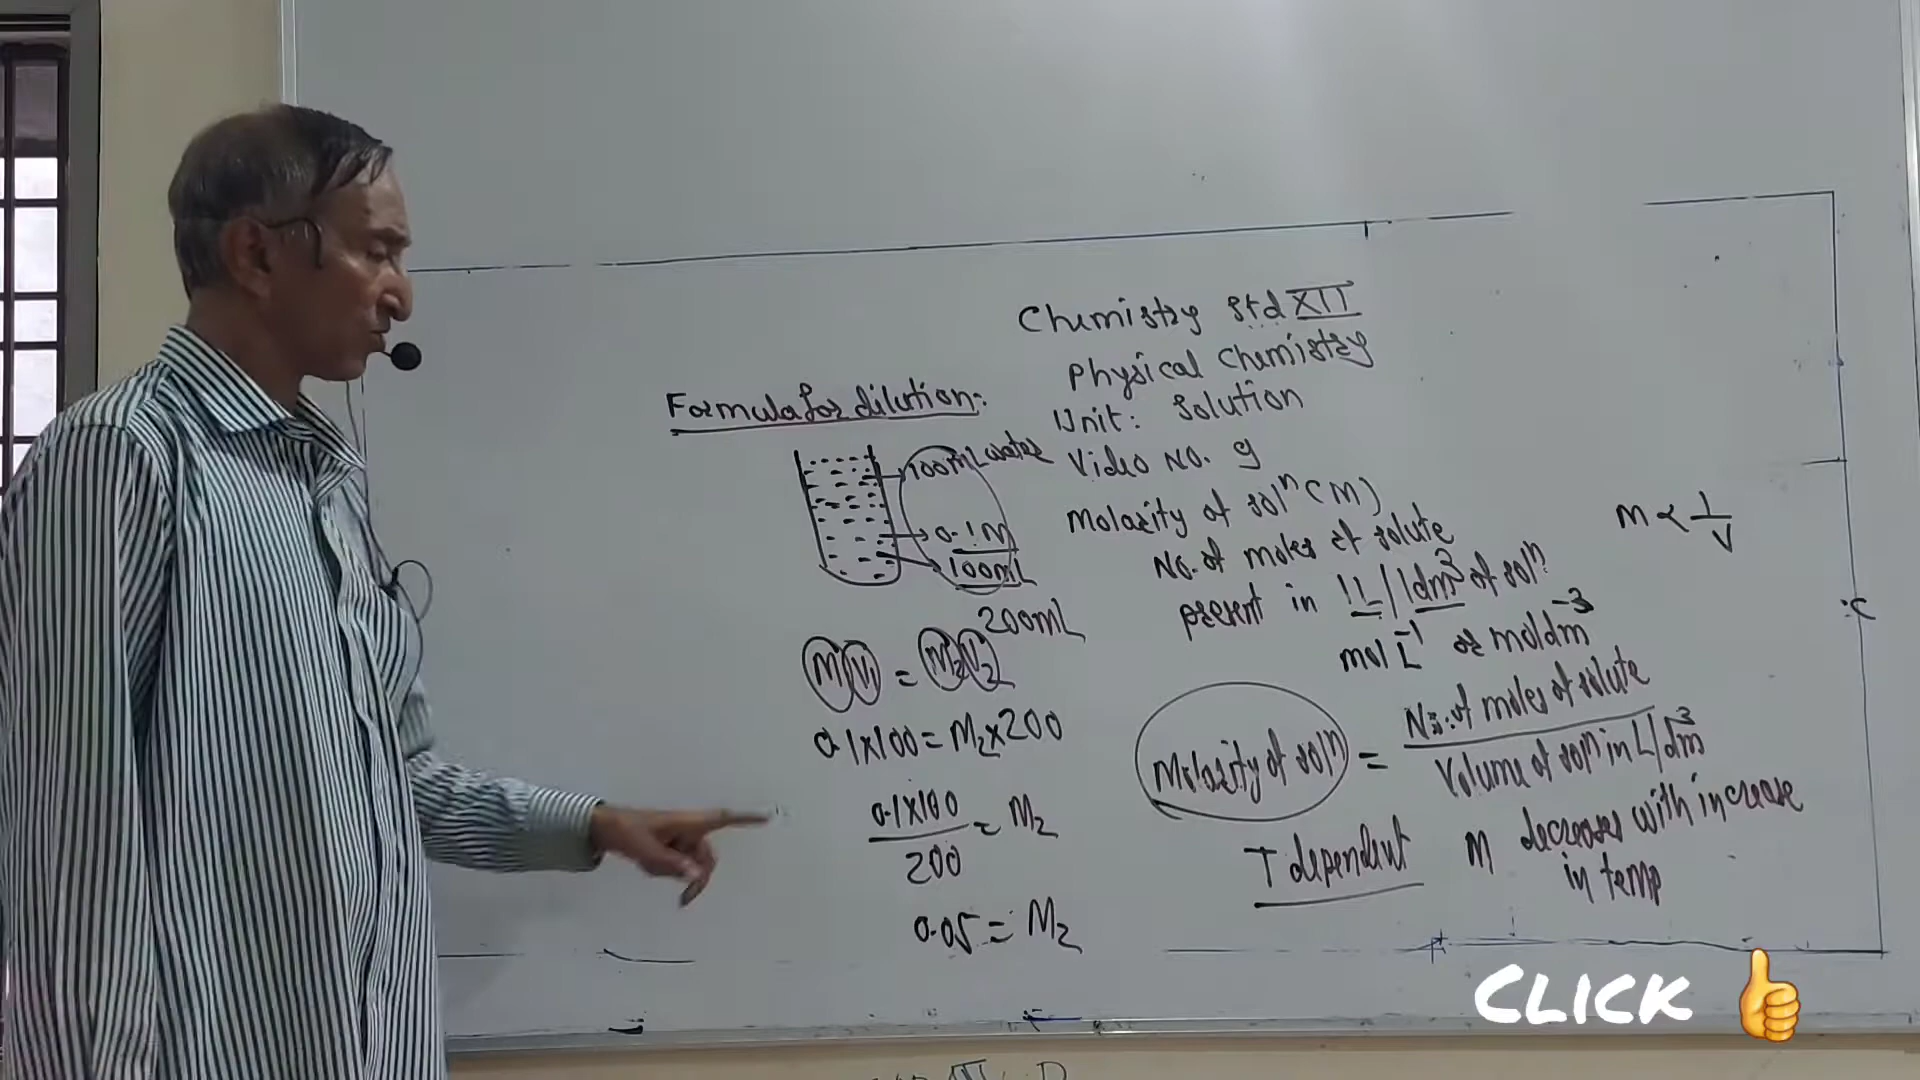 Chemistry Std XII
Physical Chemistry
Unit: Solution
Video No. 9
Molarity of solⁿ (M)
No. of moles of solute
present in 1L/1dm³ of solⁿ
mol L⁻¹ or moldm⁻³
Molarity of solⁿ = No. of moles of solute / Volume of solⁿ in L/dm³
T dependent M decreases with increase
in temp
M ∝ 1/V
°C
Formula for dilution:
100mL water
0.1M
100mL
200mL
M₁V₁ = M₂V₂
0.1x100 = M₂x200
0.1x100 / 200 = M₂
0.05 = M₂
CLICK 👍